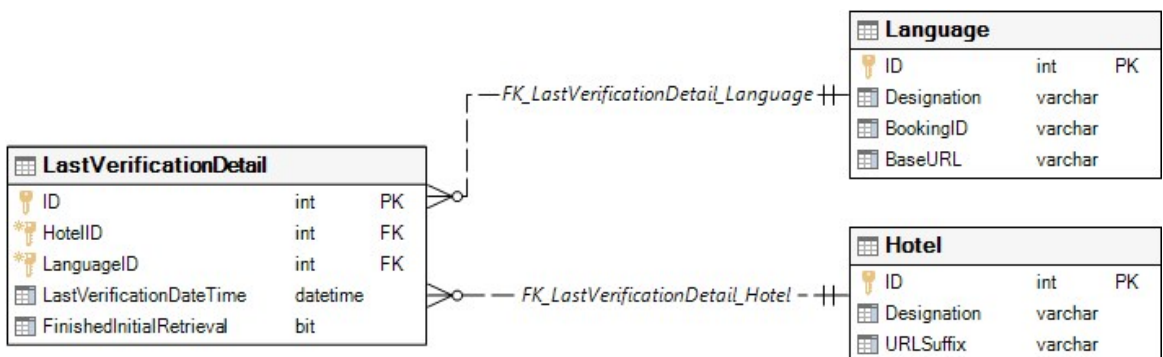 Language
ID int PK
Designation varchar
BookingID varchar
BaseURL varchar
FK_LastVerificationDetail_Language
LastVerificationDetail
ID int PK
HotelID int FK
LanguageID int FK
LastVerificationDateTime datetime
FinishedInitialRetrieval bit
FK_LastVerificationDetail_Hotel
Hotel
ID int PK
Designation varchar
URLSuffix varchar